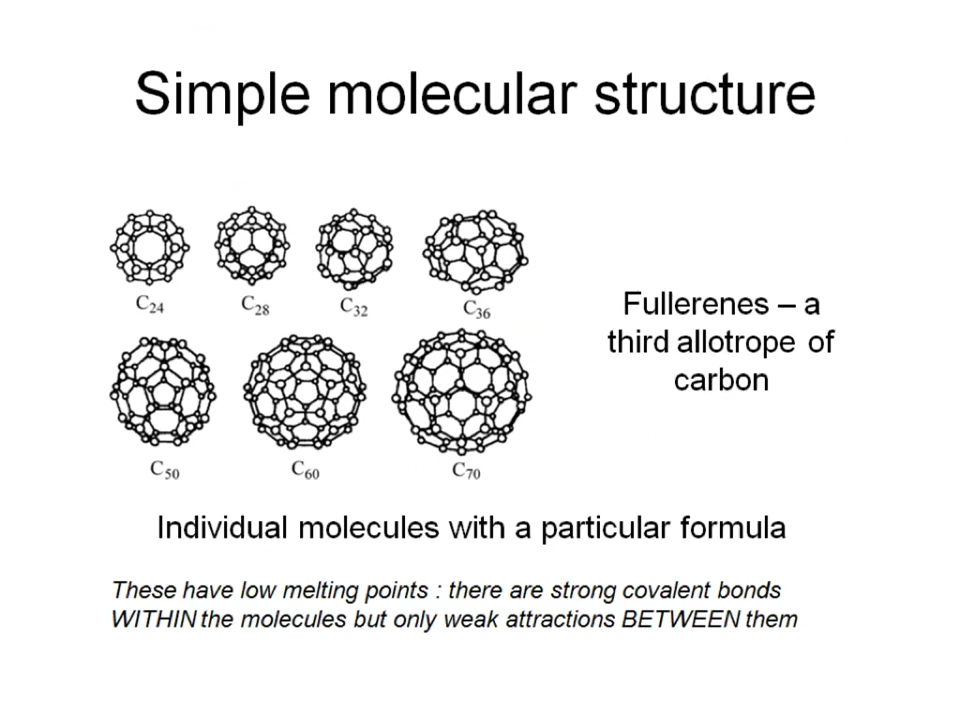 Simple molecular structure
C₂₄
C₂₈
C₃₂
C₃₆
Fullerenes – a
third allotrope of
carbon
C₅₀
C₆₀
C₇₀
Individual molecules with a particular formula
These have low melting points : there are strong covalent bonds
WITHIN the molecules but only weak attractions BETWEEN them